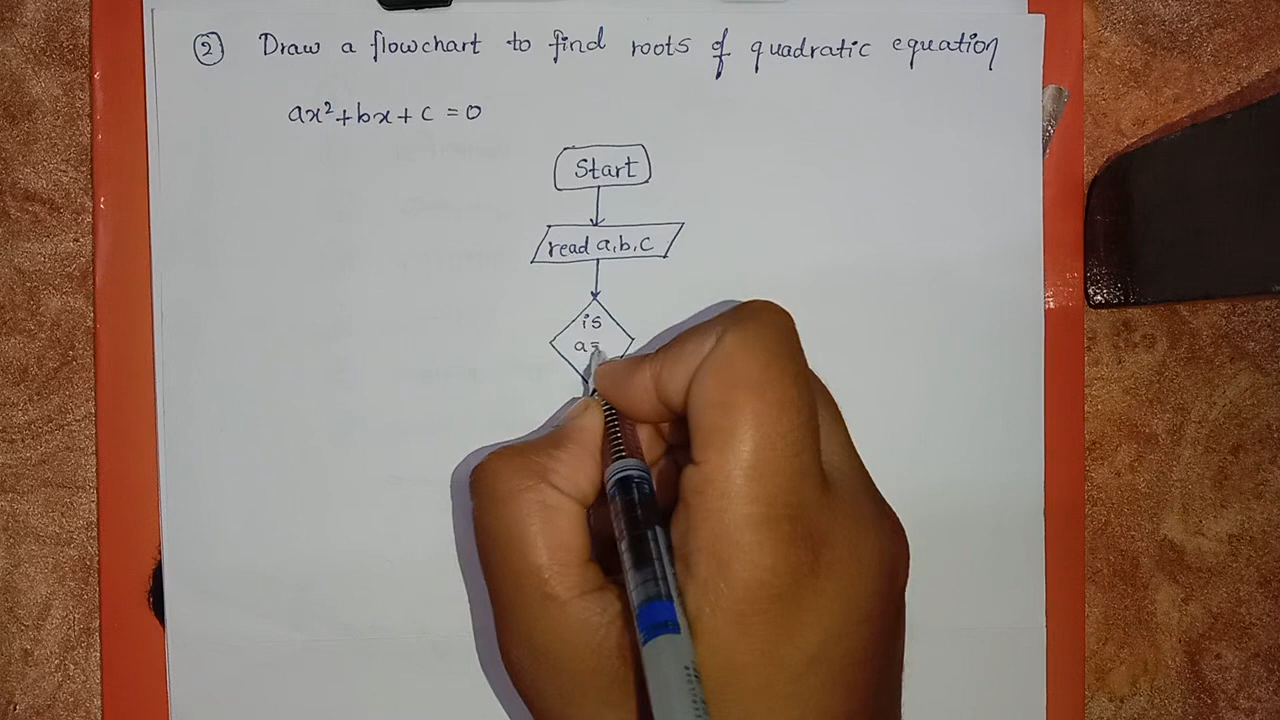 ② Draw a flowchart to find roots of quadratic equation
ax²+bx+c=0
Start
read a,b,c
is
a=